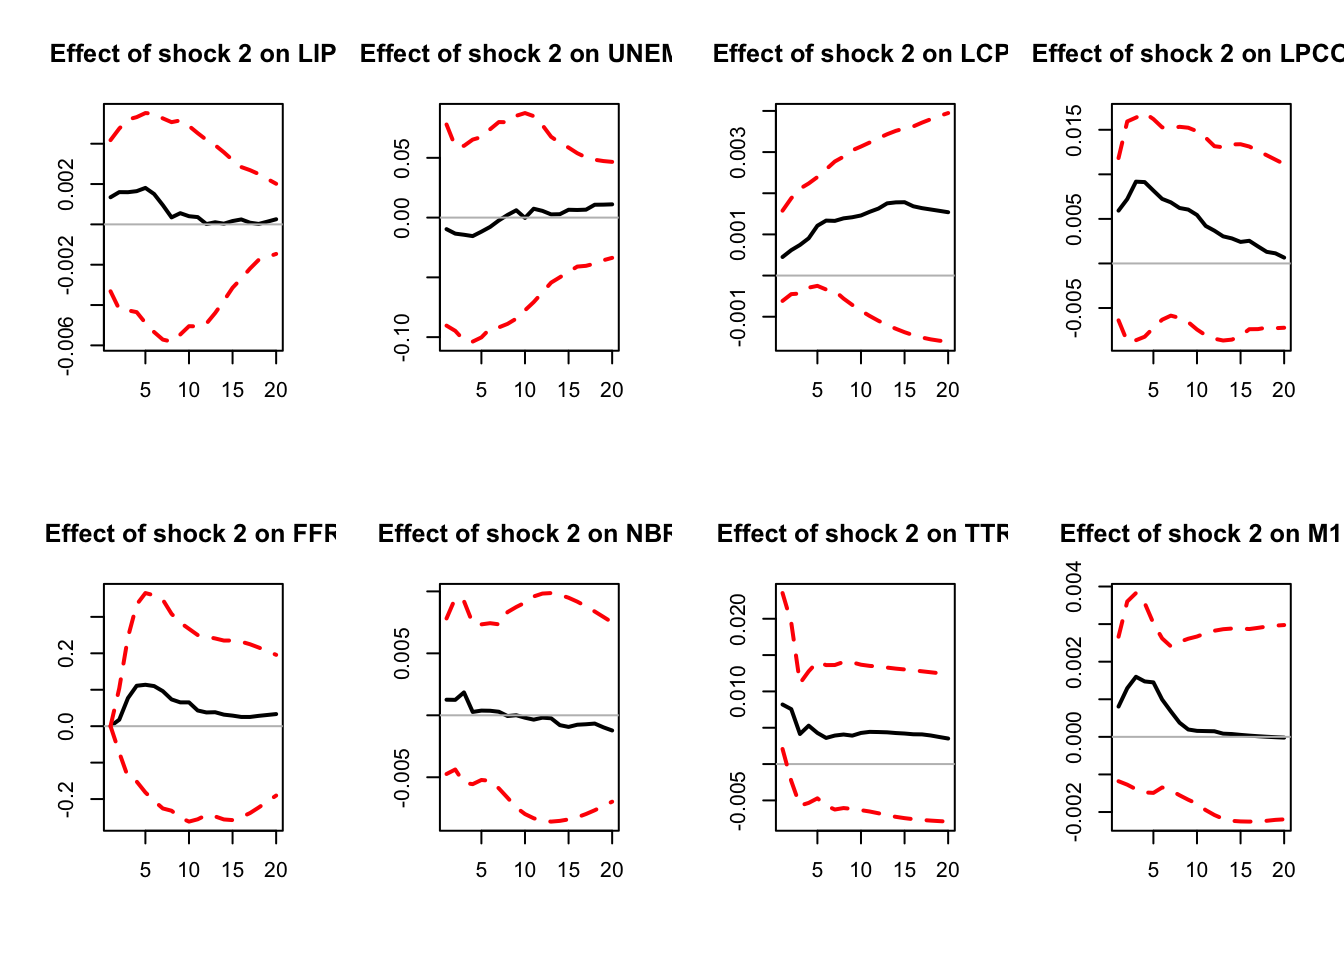 Effect of shock 2 on LIP
Effect of shock 2 on UNEM
Effect of shock 2 on LCP
Effect of shock 2 on LPCO
0.002
-0.002
-0.006
5 10 15 20
0.05
0.00
-0.10
5 10 15 20
0.003
0.001
-0.001
5 10 15 20
0.015
0.005
-0.005
5 10 15 20
Effect of shock 2 on FFR
Effect of shock 2 on NBR
Effect of shock 2 on TTR
Effect of shock 2 on M1
0.2
0.0
-0.2
5 10 15 20
0.005
-0.005
5 10 15 20
0.020
0.010
-0.005
5 10 15 20
0.004
0.002
0.000
-0.002
5 10 15 20